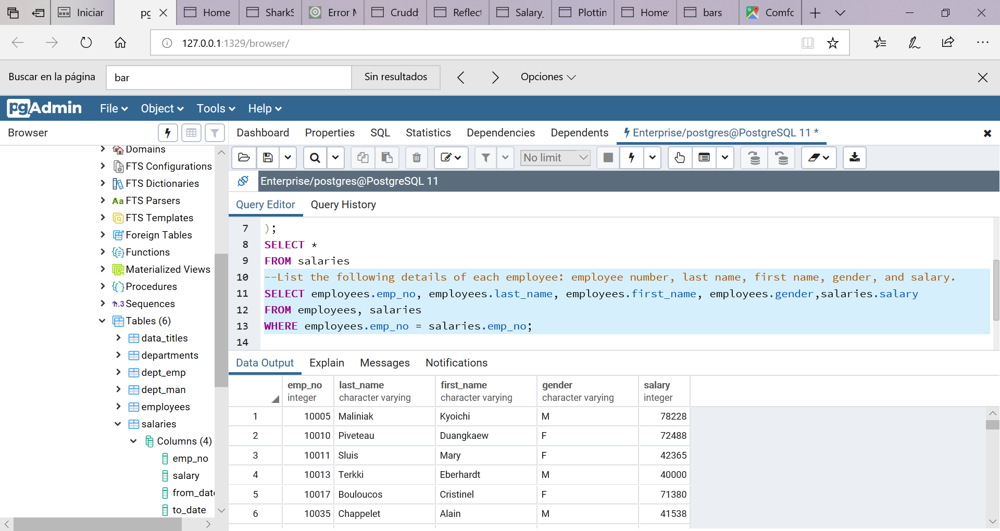 Iniciar
pg
Home
Shark
Error
Crudd
Reflect
Salary_
Plottin
Home
bars
Comfo
127.0.0.1:1329/browser/
Buscar en la página
bar
Sin resultados
Opciones
pgAdmin
File
Object
Tools
Help
Browser
Dashboard
Properties
SQL
Statistics
Dependencies
Dependents
Enterprise/postgres@PostgreSQL 11 *
No limit
Enterprise/postgres@PostgreSQL 11
Query Editor
Query History
Domains
FTS Configurations
FTS Dictionaries
Aa FTS Parsers
FTS Templates
Foreign Tables
Functions
Materialized Views
Procedures
1..3 Sequences
Tables (6)
data_titles
departments
dept_emp
dept_man
employees
salaries
Columns (4)
emp_no
salary
from_dat
to_date
7 );
8 SELECT *
9 FROM salaries
10 --List the following details of each employee: employee number, last name, first name, gender, and salary.
11 SELECT employees.emp_no, employees.last_name, employees.first_name, employees.gender,salaries.salary
12 FROM employees, salaries
13 WHERE employees.emp_no = salaries.emp_no;
14
Data Output
Explain
Messages
Notifications
emp_no last_name first_name gender salary
integer character varying character varying character varying integer
1 10005 Maliniak Kyoichi M 78228
2 10010 Piveteau Duangkaew F 72488
3 10011 Sluis Mary F 42365
4 10013 Terkki Eberhardt M 40000
5 10017 Bouloucos Cristinel F 71380
6 10035 Chappelet Alain M 41538